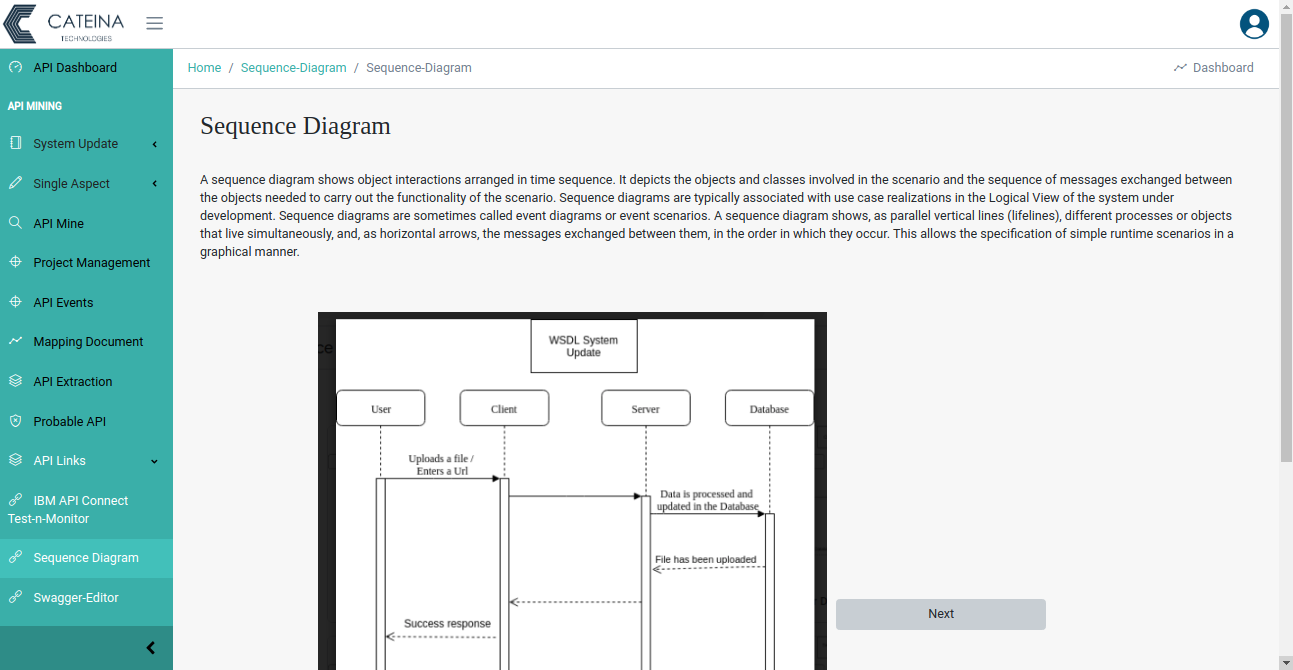 CATEINA
TECHNOLOGIES
API Dashboard
API MINING
System Update
Single Aspect
API Mine
Project Management
API Events
Mapping Document
API Extraction
Probable API
API Links
IBM API Connect
Test-n-Monitor
Sequence Diagram
Swagger-Editor
Home / Sequence-Diagram / Sequence-Diagram
Dashboard
Sequence Diagram
A sequence diagram shows object interactions arranged in time sequence. It depicts the objects and classes involved in the scenario and the sequence of messages exchanged between
the objects needed to carry out the functionality of the scenario. Sequence diagrams are typically associated with use case realizations in the Logical View of the system under
development. Sequence diagrams are sometimes called event diagrams or event scenarios. A sequence diagram shows, as parallel vertical lines (lifelines), different processes or objects
that live simultaneously, and, as horizontal arrows, the messages exchanged between them, in the order in which they occur. This allows the specification of simple runtime scenarios in a
graphical manner.
WSDL System
Update
User
Client
Server
Database
Uploads a file /
Enters a Url
Data is processed and
updated in the Database
File has been uploaded
Success response
Next